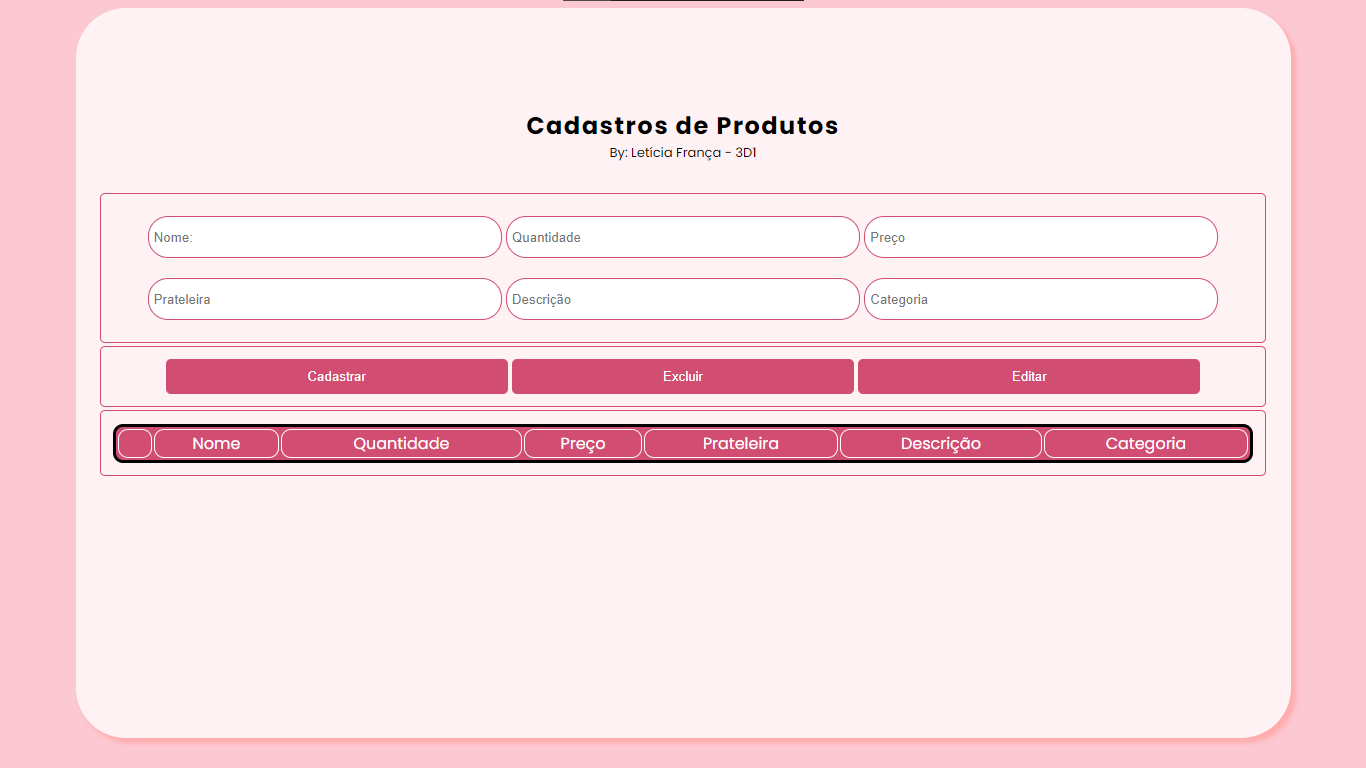 Cadastros de Produtos
By: Letícia França - 3D1
Nome: Quantidade Preço
Prateleira Descrição Categoria
Cadastrar Excluir Editar
Nome Quantidade Preço Prateleira Descrição Categoria